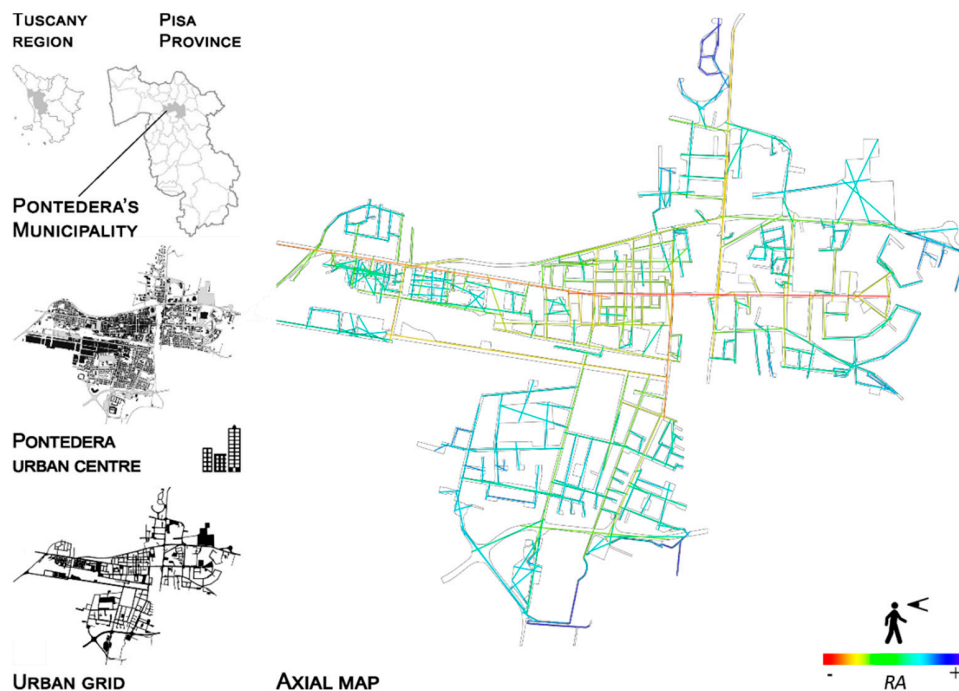 TUSCANY
REGION
PISA
PROVINCE
PONTEDERA'S
MUNICIPALITY
PONTEDERA
URBAN CENTRE
URBAN GRID
AXIAL MAP
- RA +